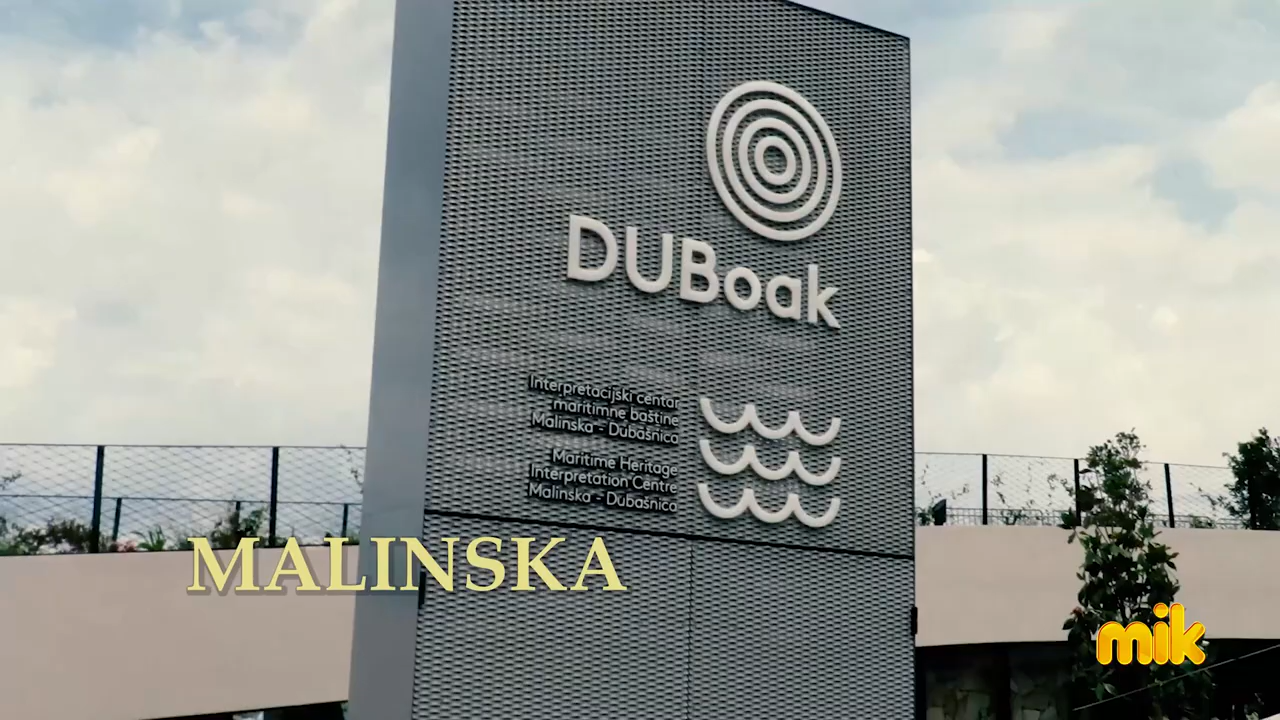 DUBoak
Interpretacijski centar
maritimne baštine
Malinska - Dubašnica
Maritime Heritage
Interpretation Centre
Malinska - Dubašnica
MALINSKA
mik